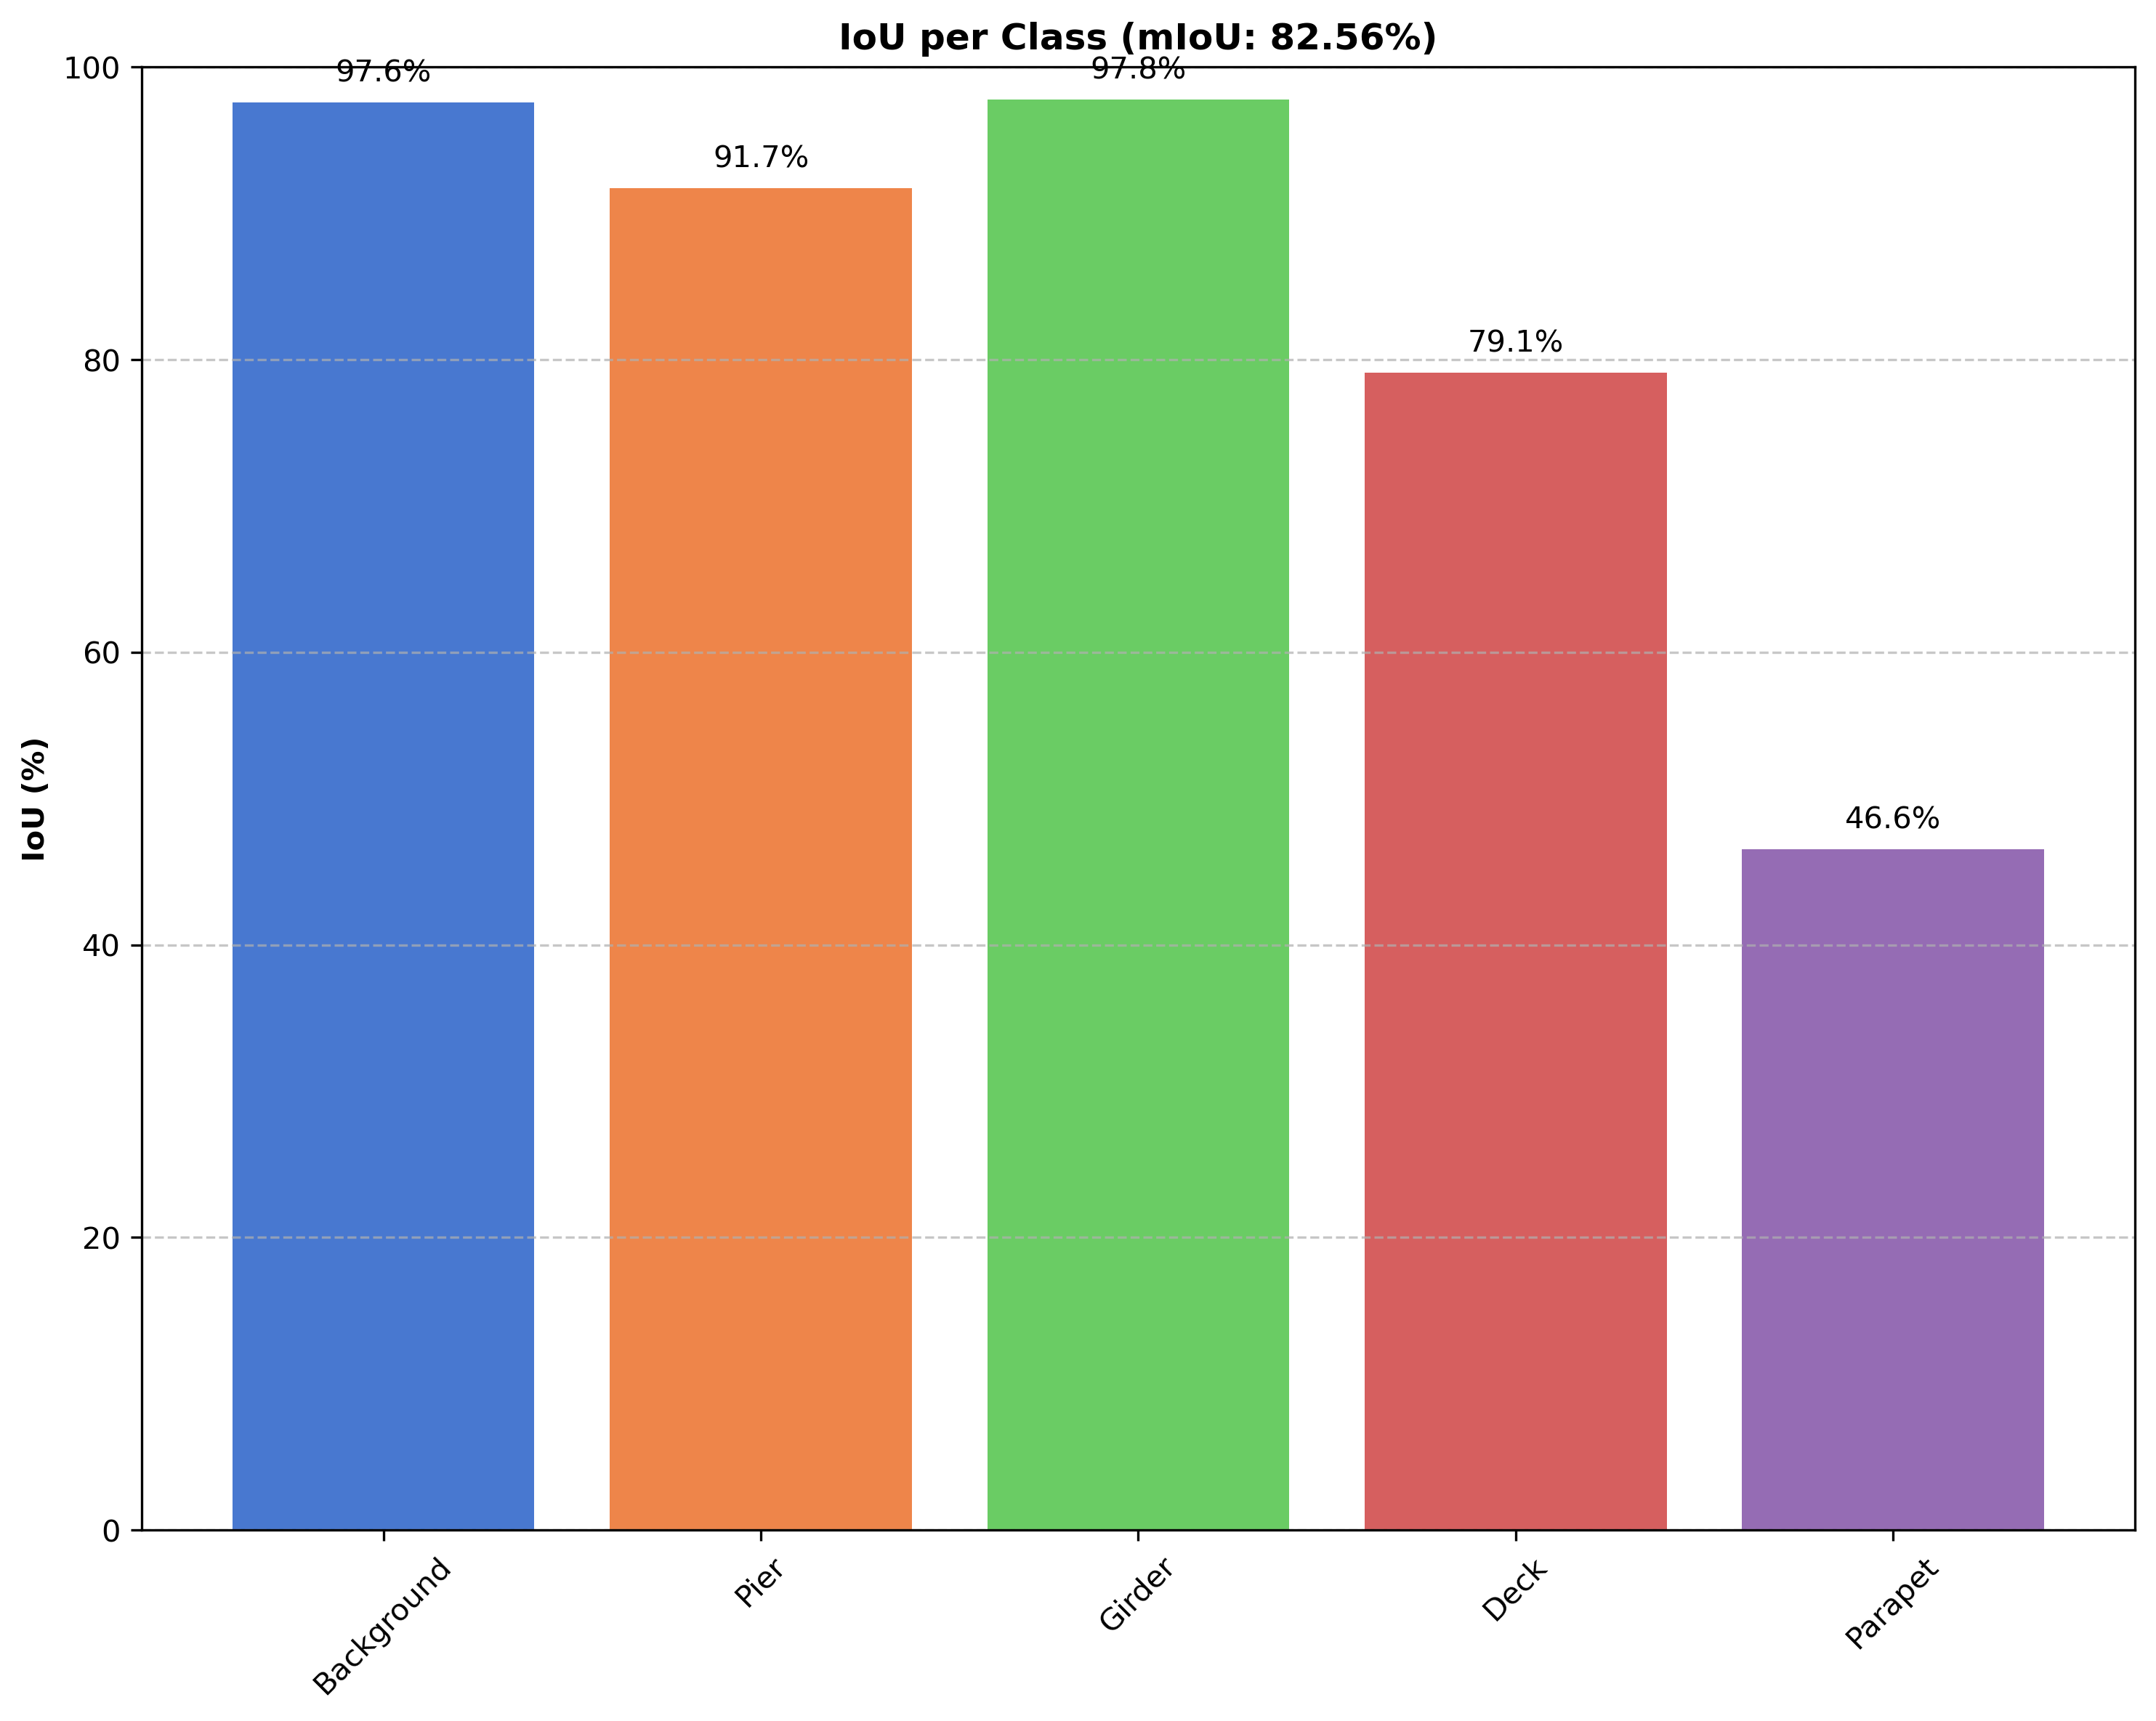 IoU per Class (mIoU: 82.56%)
100
97.6%
97.8%
91.7%
79.1%
80
60
46.6%
40
20
0
IoU (%)
Background
Pier
Girder
Deck
Parapet